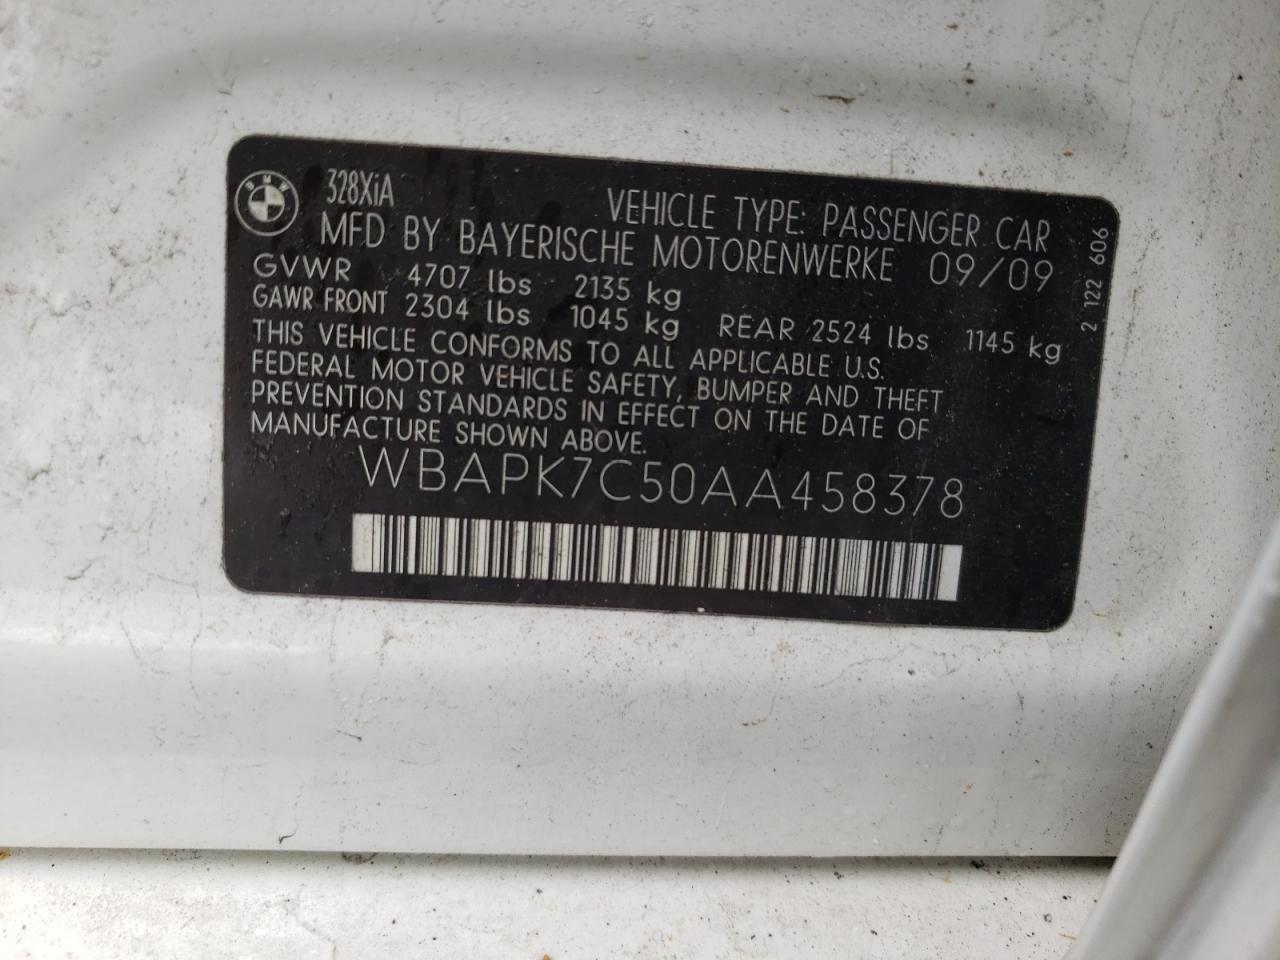 BMW
328XiA
VEHICLE TYPE: PASSENGER CAR
MFD BY BAYERISCHE MOTORENWERKE 09/09
GVWR 4707 lbs 2135 kg
GAWR FRONT 2304 lbs 1045 kg REAR 2524 lbs 1145 kg
THIS VEHICLE CONFORMS TO ALL APPLICABLE U.S.
FEDERAL MOTOR VEHICLE SAFETY, BUMPER AND THEFT
PREVENTION STANDARDS IN EFFECT ON THE DATE OF
MANUFACTURE SHOWN ABOVE.
WBAPK7C50AA458378
2 122 606